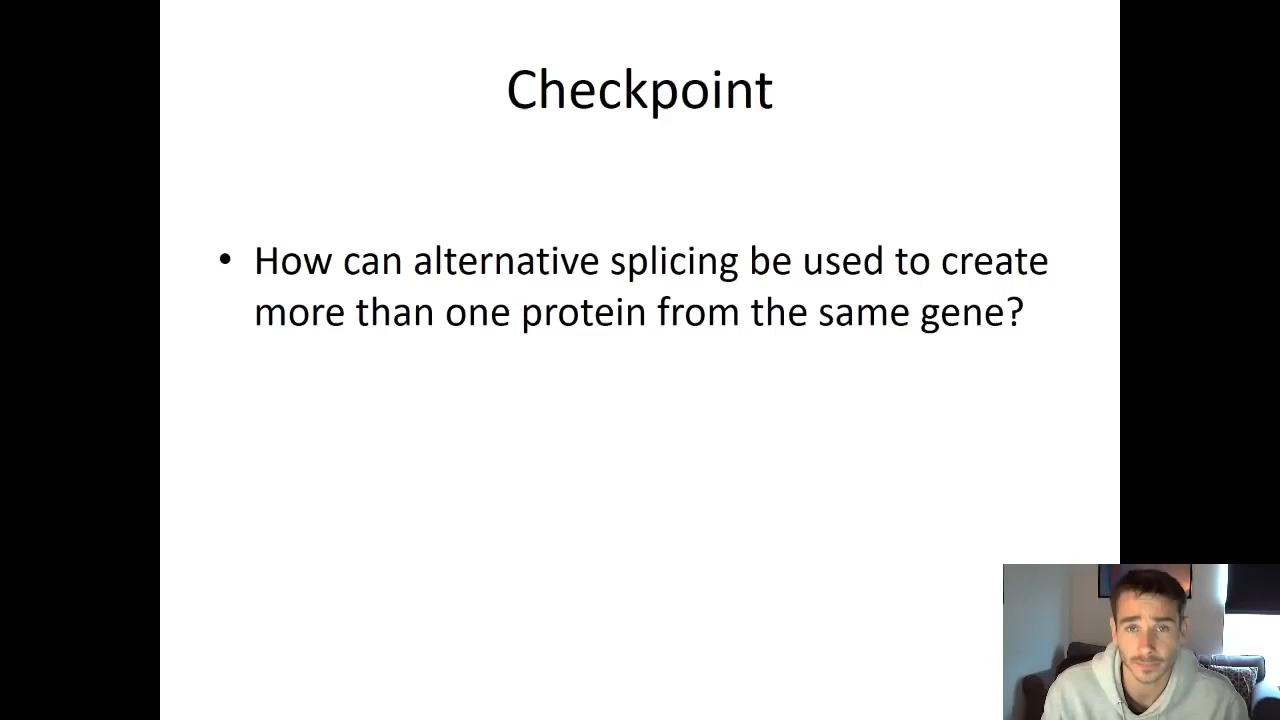 Checkpoint
• How can alternative splicing be used to create
more than one protein from the same gene?